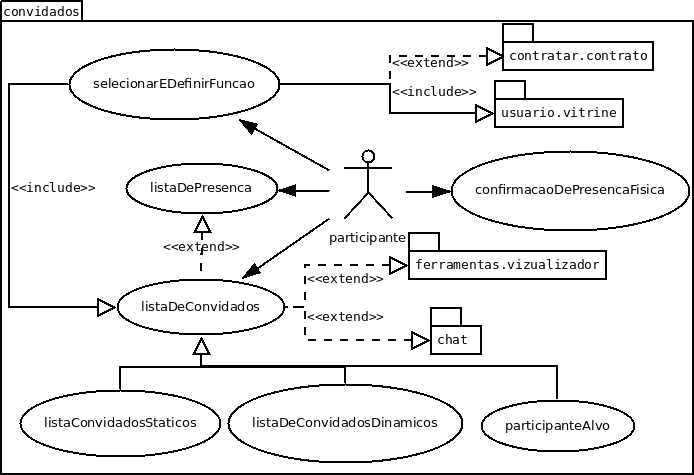 convidados
contratar.contrato
<<extend>>
selecionarEDefinirFuncao
<<include>>
usuario.vitrine
<<include>>
listaDePresenca
confirmacaoDePresencaFisica
participante
<<extend>>
ferramentas.vizualizador
<<extend>>
listaDeConvidados
<<extend>>
chat
listaConvidadosStaticos
listaDeConvidadosDinamicos
participanteAlvo